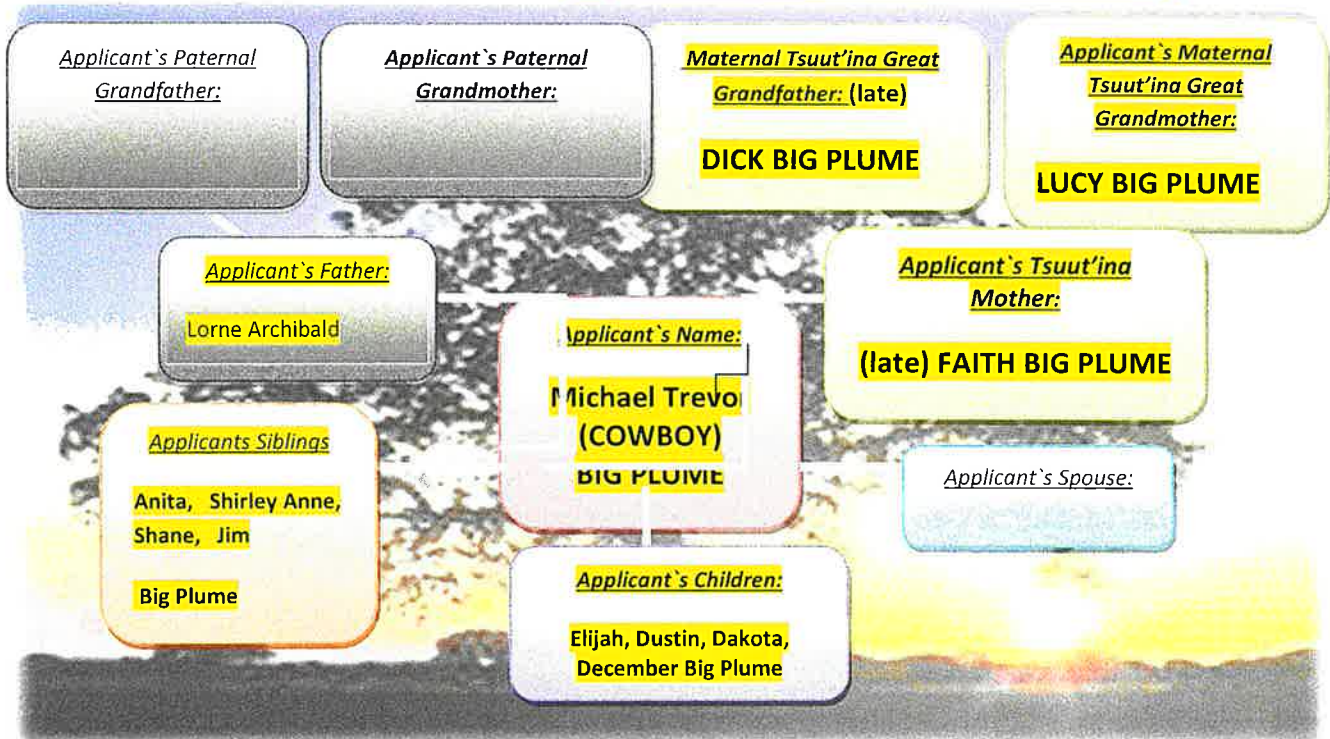 Applicant`s Paternal
Grandfather:
Applicant`s Paternal
Grandmother:
Maternal Tsuut'ina Great
Grandfather: (late)
DICK BIG PLUME
Applicant`s Maternal
Tsuut'ina Great
Grandmother:
LUCY BIG PLUME
Applicant`s Father:
Lorne Archibald
Applicant`s Name:
Michael Trevor
(COWBOY)
BIG PLUME
Applicant`s Tsuut'ina
Mother:
(late) FAITH BIG PLUME
Applicants Siblings
Anita, Shirley Anne,
Shane, Jim
Big Plume
Applicant`s Spouse:
Applicant`s Children:
Elijah, Dustin, Dakota,
December Big Plume